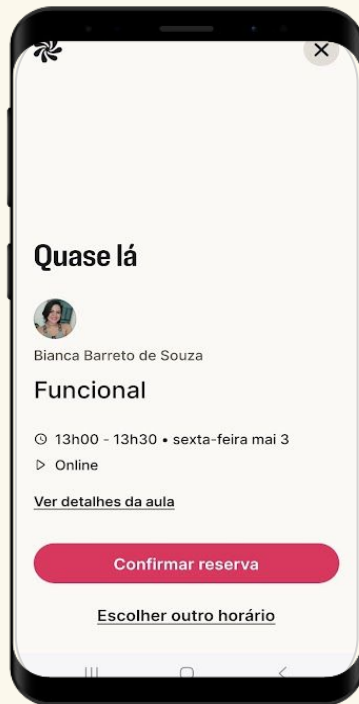 Quase lá
Bianca Barreto de Souza
Funcional
13h00 - 13h30 • sexta-feira mai 3
Online
Ver detalhes da aula
Confirmar reserva
Escolher outro horário